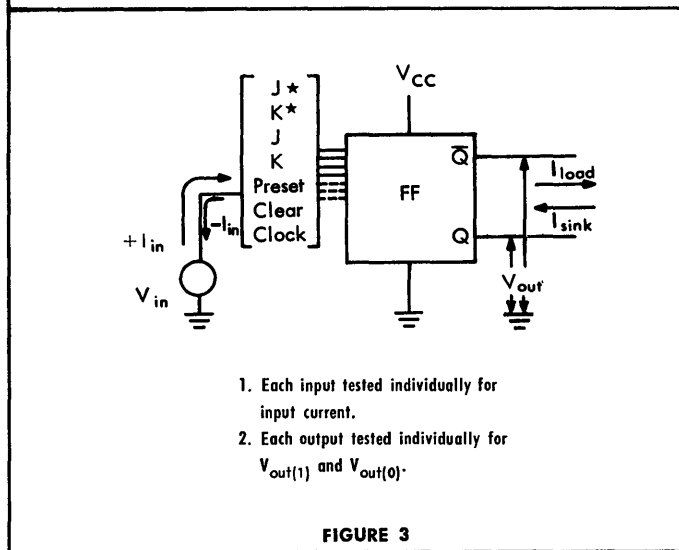 J★
K★
J
K
Preset
Clear
Clock
V_CC
Q̅
FF
Q
I_load
I_sink
+I_in
-I_in
V_in
V_out
1. Each input tested individually for
input current.
2. Each output tested individually for
V_out(1) and V_out(0).
FIGURE 3